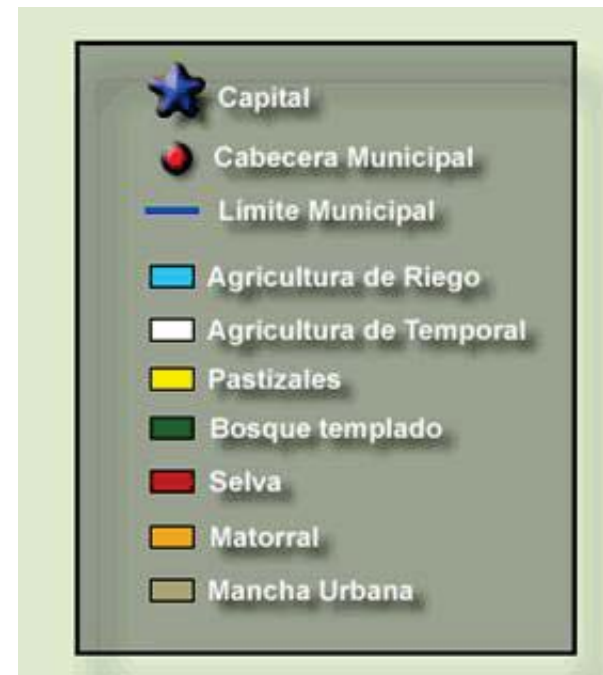 Capital
Cabecera Municipal
Límite Municipal
Agricultura de Riego
Agricultura de Temporal
Pastizales
Bosque templado
Selva
Matorral
Mancha Urbana